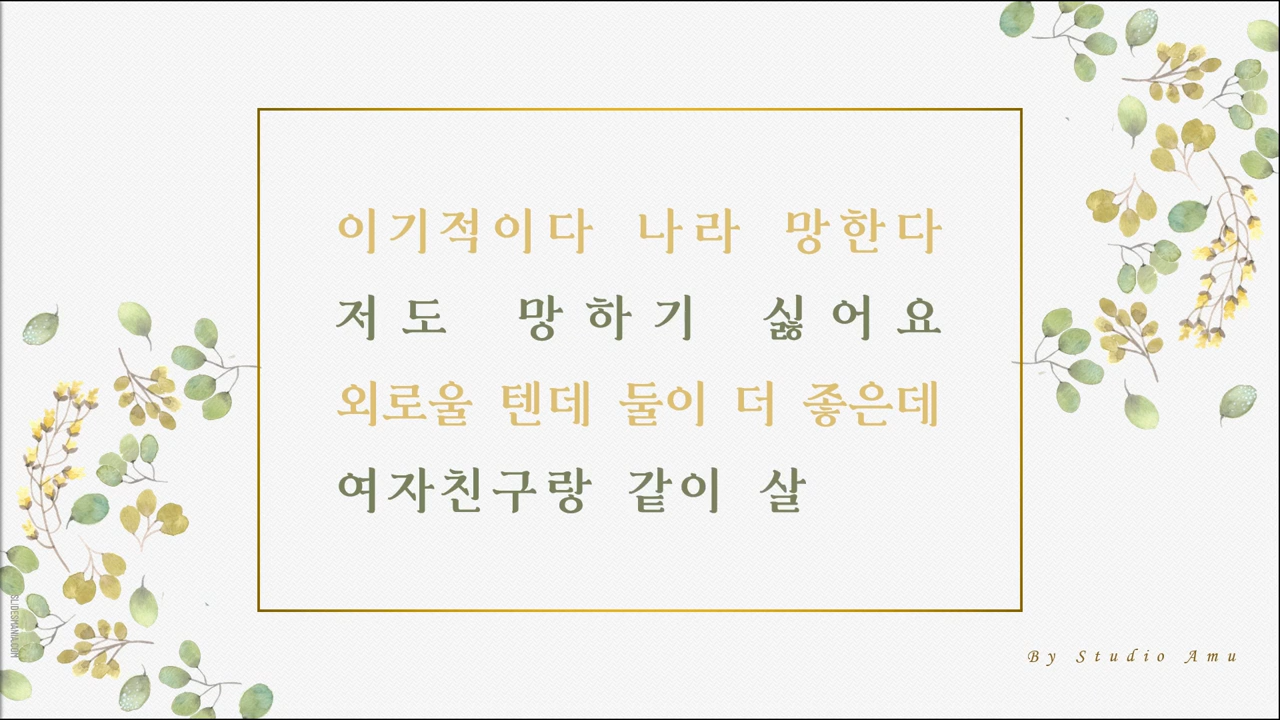 이기적이다 나라 망한다
저도 망하기 싫어요
외로울 텐데 둘이 더 좋은데
여자친구랑 같이 살
By Studio Amu
SLIDESMANIA.COM